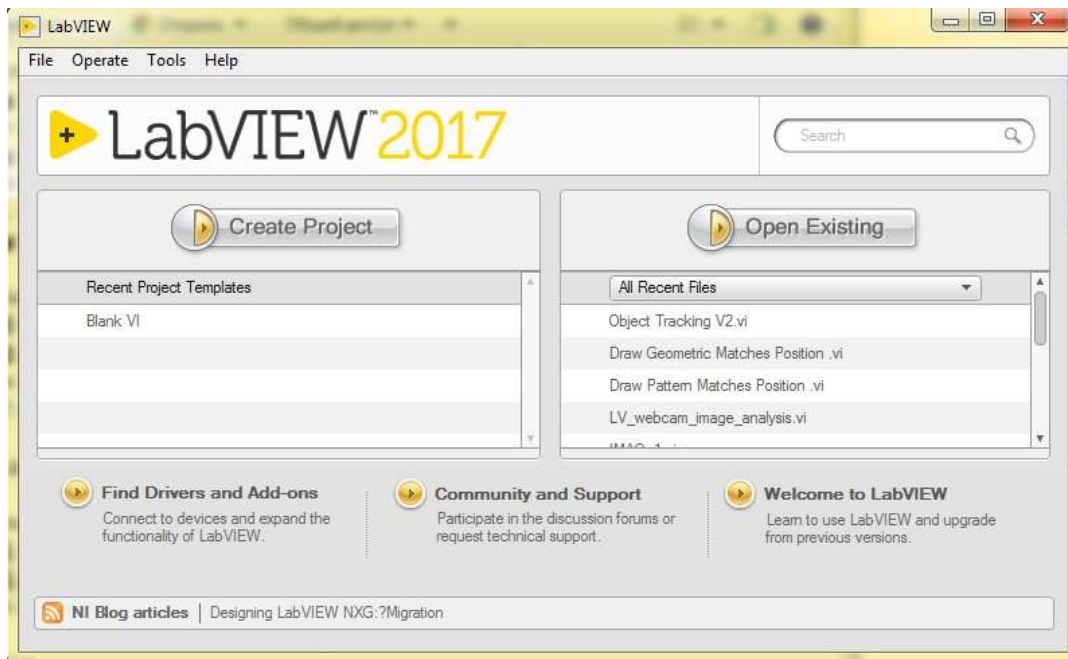 LabVIEW
File Operate Tools Help
LabVIEW™ 2017
Search
Create Project
Recent Project Templates
Blank VI
Open Existing
All Recent Files
Object Tracking V2.vi
Draw Geometric Matches Position .vi
Draw Pattern Matches Position .vi
LV_webcam_image_analysis.vi
Find Drivers and Add-ons
Connect to devices and expand the
functionality of LabVIEW.
Community and Support
Participate in the discussion forums or
request technical support.
Welcome to LabVIEW
Learn to use LabVIEW and upgrade
from previous versions.
NI Blog articles | Designing LabVIEW NXG:?Migration